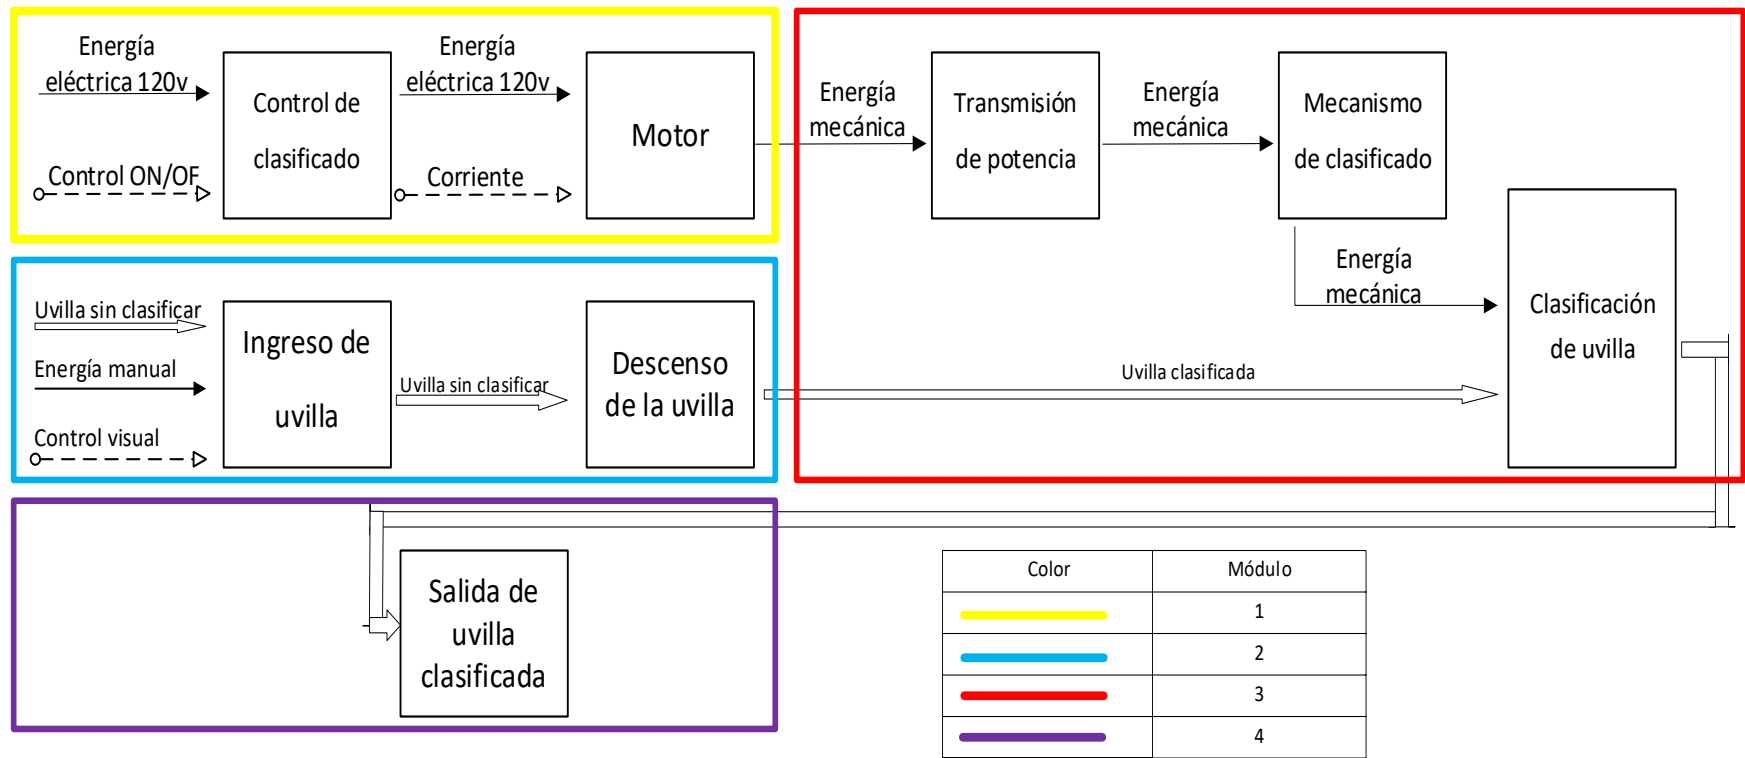 Energía
eléctrica 120v
Control ON/OF
Control de
clasificado
Energía
eléctrica 120v
Corriente
Motor
Energía
mecánica
Transmisión
de potencia
Energía
mecánica
Mecanismo
de clasificado
Energía
mecánica
Clasificación
de uvilla
Uvilla sin clasificar
Energía manual
Control visual
Ingreso de
uvilla
Uvilla sin clasificar
Descenso
de la uvilla
Uvilla clasificada
Salida de
uvilla
clasificada
Color Módulo
1
2
3
4